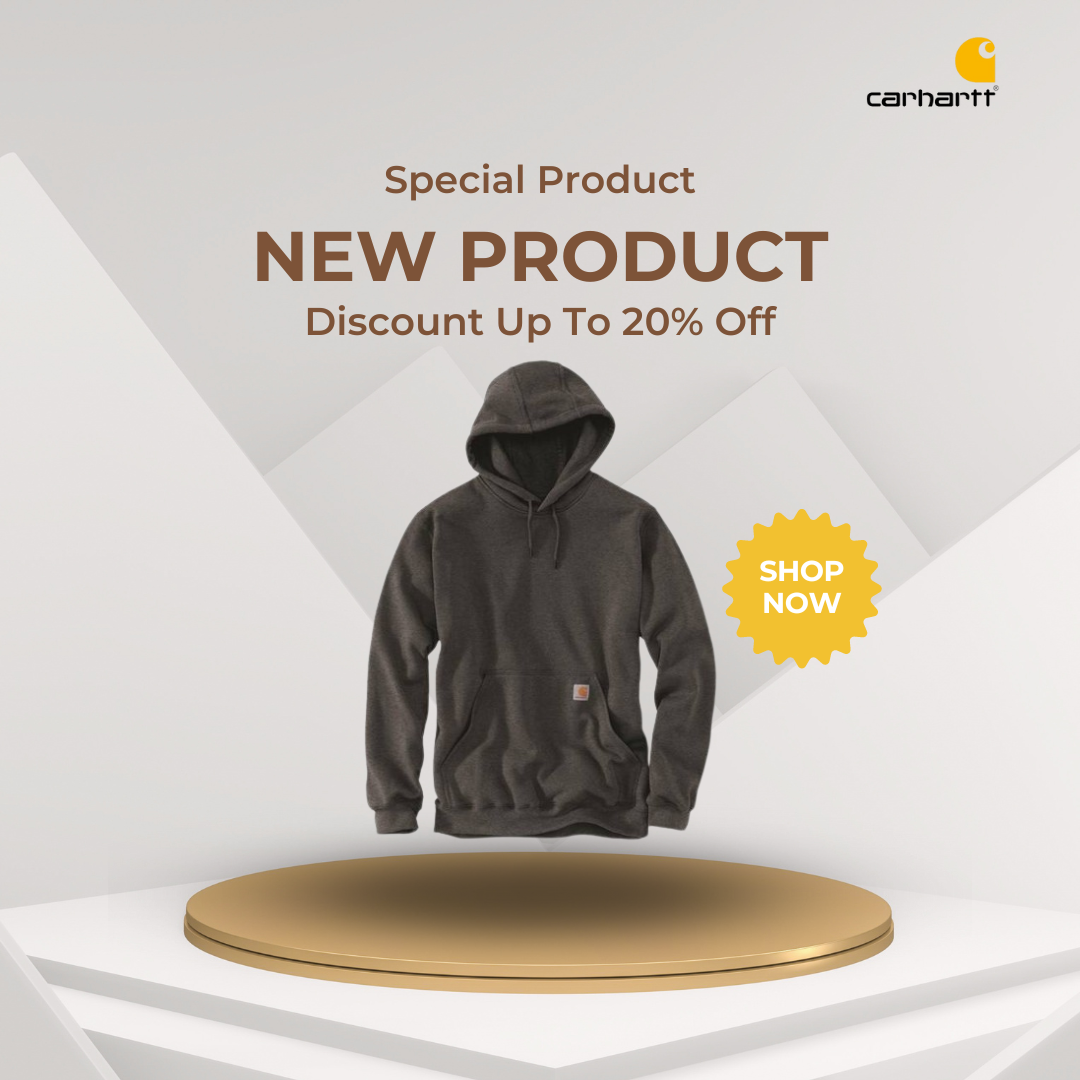 carhartt®
Special Product
NEW PRODUCT
Discount Up To 20% Off
SHOP
NOW